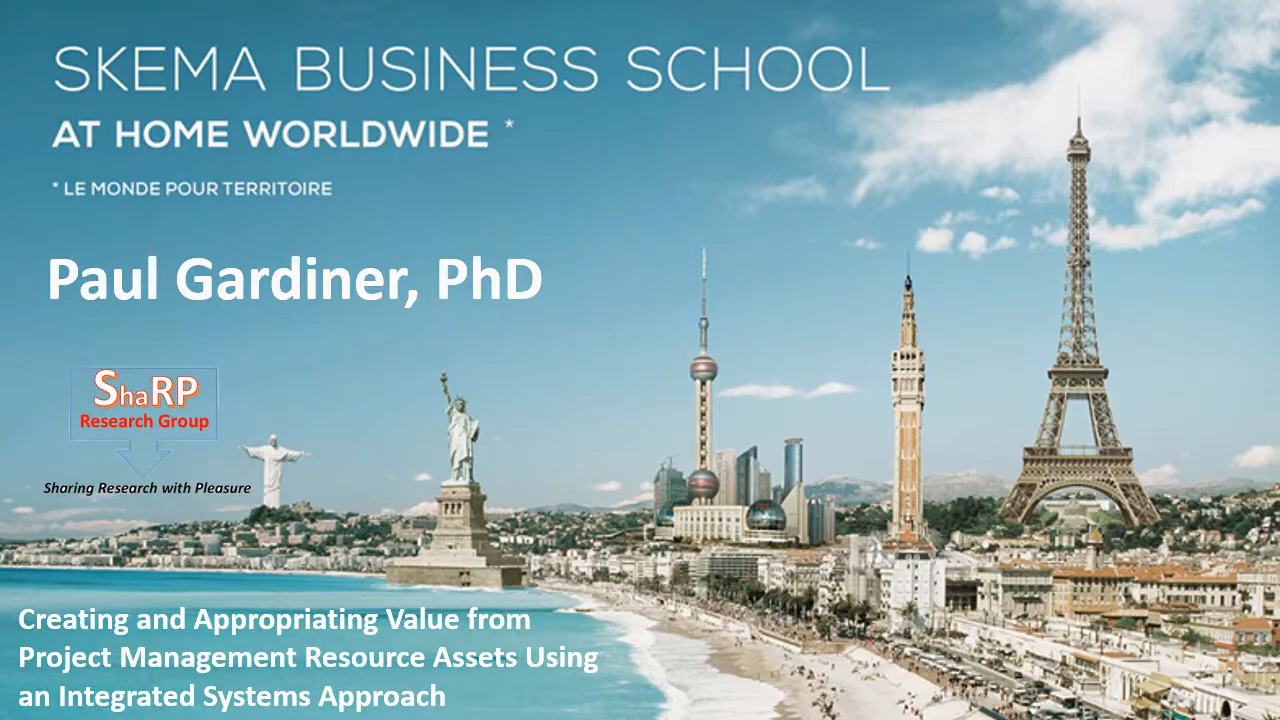 SKEMA BUSINESS SCHOOL
AT HOME WORLDWIDE *
* LE MONDE POUR TERRITOIRE
Paul Gardiner, PhD
ShaRP
Research Group
Sharing Research with Pleasure
Creating and Appropriating Value from
Project Management Resource Assets Using
an Integrated Systems Approach